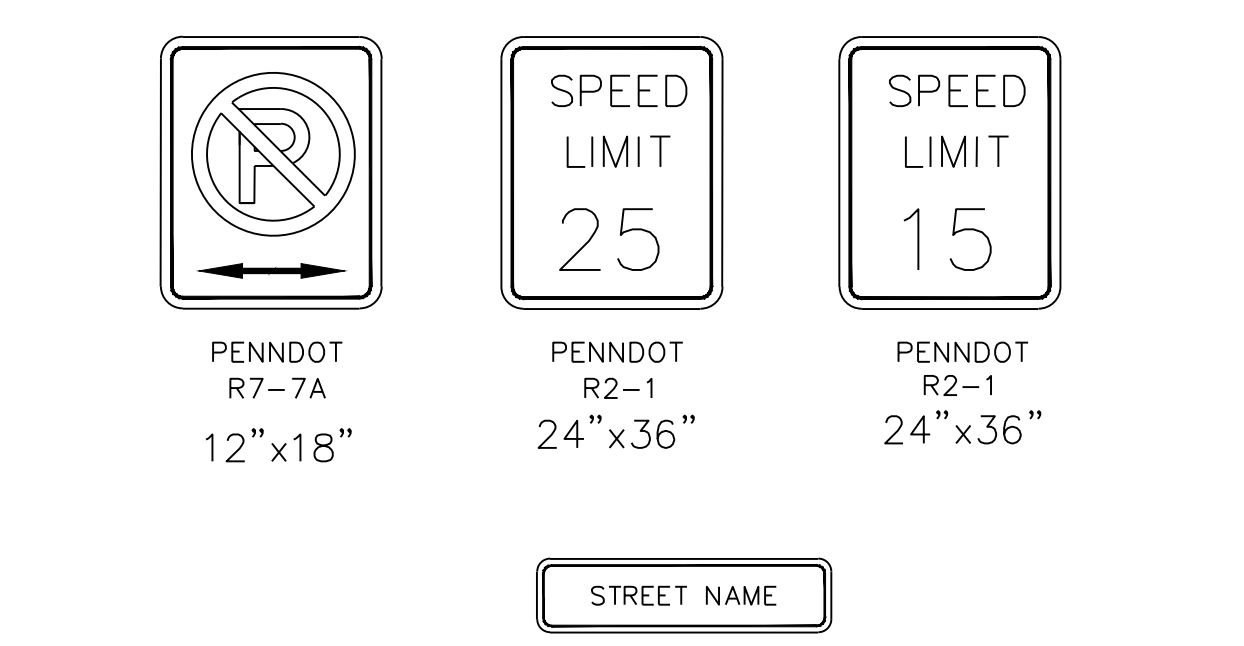 P
SPEED
LIMIT
25
SPEED
LIMIT
15
PENNDOT
R7-7A
12"x18"
PENNDOT
R2-1
24"x36"
PENNDOT
R2-1
24"x36"
STREET NAME